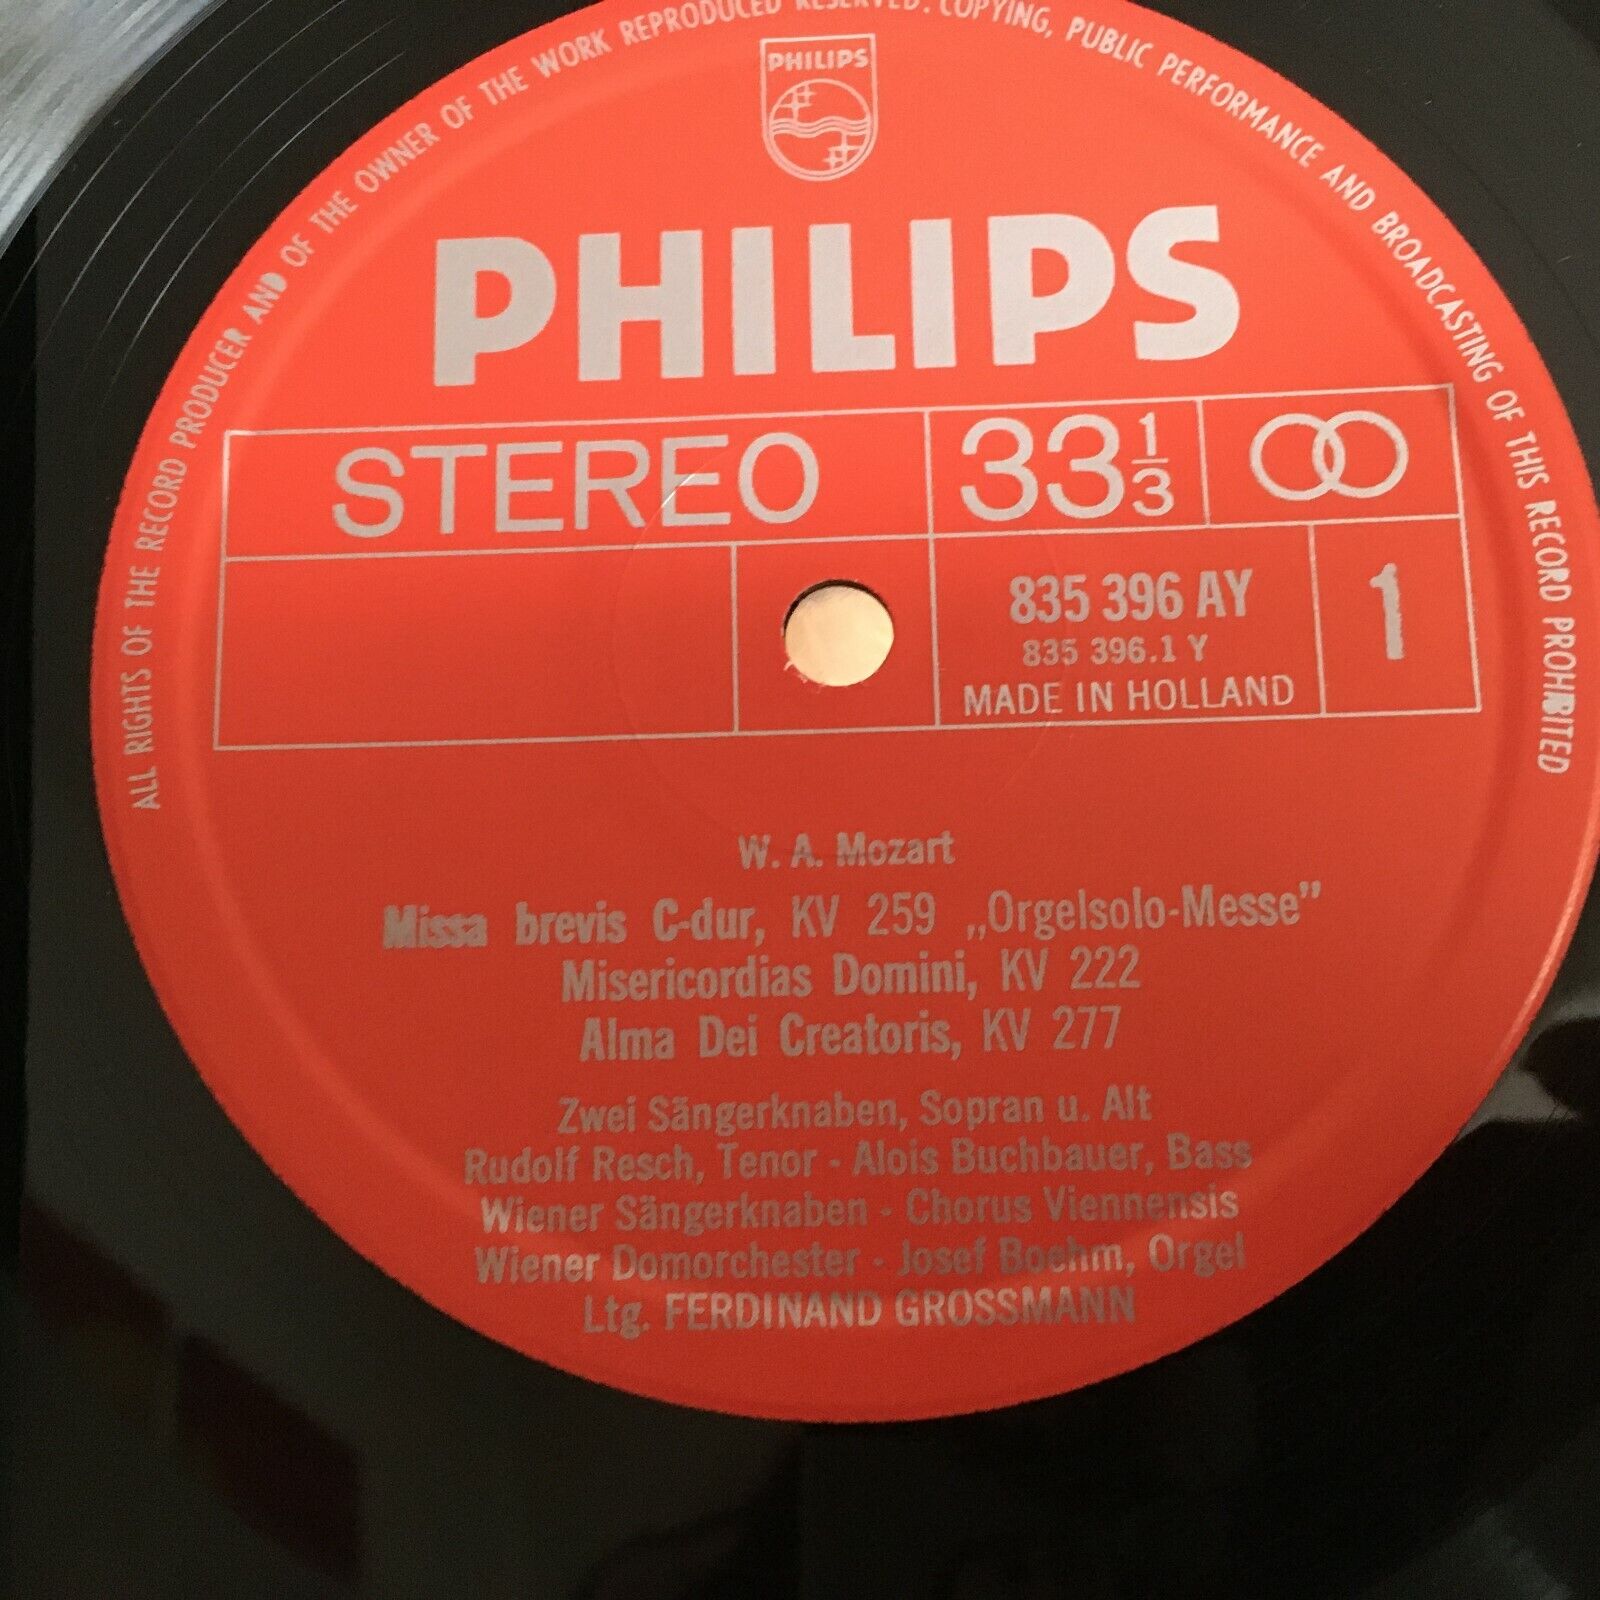 ALL RIGHTS OF THE RECORD PRODUCER AND OF THE OWNER OF THE WORK REPRODUCED RESERVED. COPYING, PUBLIC PERFORMANCE AND BROADCASTING OF THIS RECORD PROHIBITED
PHILIPS
PHILIPS
STEREO 33 1/3
835 396 AY 1
835 396.1 Y
MADE IN HOLLAND
W. A. Mozart
Missa brevis C-dur, KV 259 „Orgelsolo-Messe”
Misericordias Domini, KV 222
Alma Dei Creatoris, KV 277
Zwei Sängerknaben, Sopran u. Alt
Rudolf Resch, Tenor - Alois Buchbauer, Bass
Wiener Sängerknaben - Chorus Viennensis
Wiener Domorchester - Josef Boehm, Orgel
Ltg. FERDINAND GROSSMANN